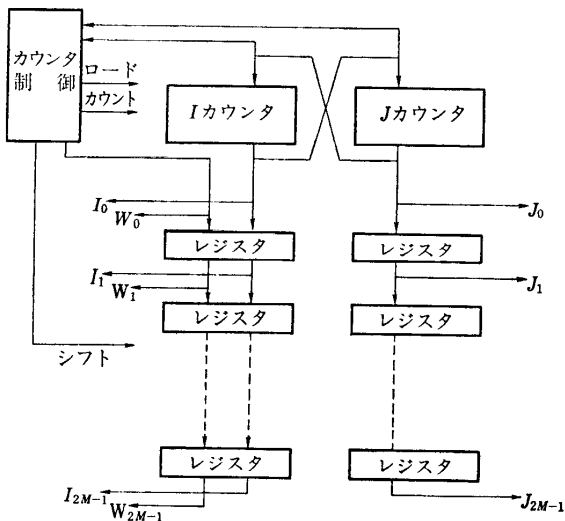 カウンタ
制 御
ロード
カウント
Iカウンタ
Jカウンタ
I₀
W₀
J₀
レジスタ
レジスタ
I₁
W₁
J₁
レジスタ
レジスタ
シフト
レジスタ
レジスタ
I₂M₋₁
W₂M₋₁
J₂M₋₁